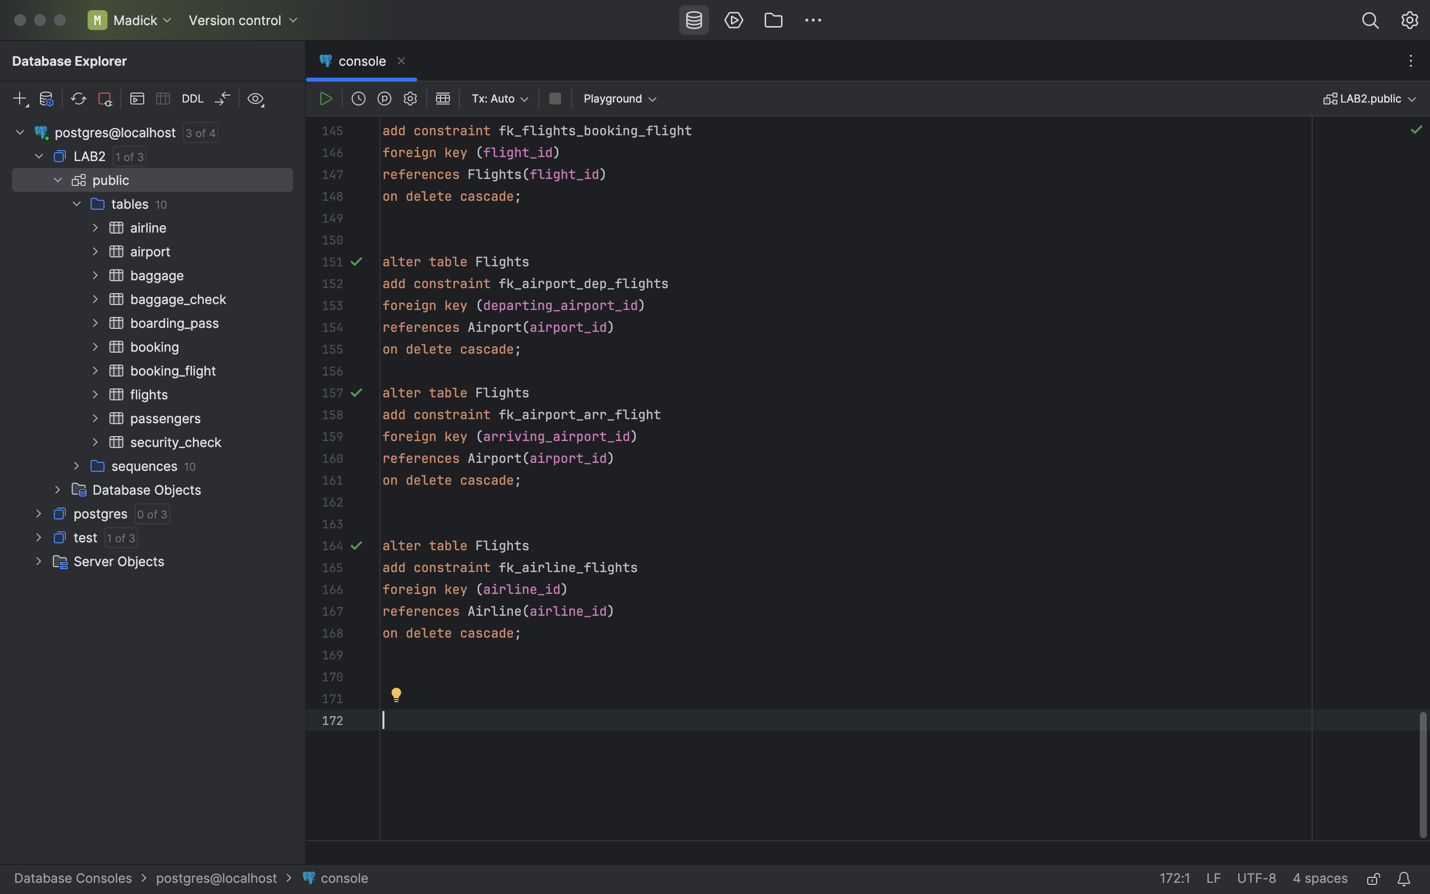 M Madick Version control
Database Explorer
console
DDL
Tx: Auto Playground LAB2.public
postgres@localhost 3 of 4
LAB2 1 of 3
public
tables 10
airline
airport
baggage
baggage_check
boarding_pass
booking
booking_flight
flights
passengers
security_check
sequences 10
Database Objects
postgres 0 of 3
test 1 of 3
Server Objects
145 add constraint fk_flights_booking_flight
146 foreign key (flight_id)
147 references Flights(flight_id)
148 on delete cascade;
149
150
151 alter table Flights
152 add constraint fk_airport_dep_flights
153 foreign key (departing_airport_id)
154 references Airport(airport_id)
155 on delete cascade;
156
157 alter table Flights
158 add constraint fk_airport_arr_flight
159 foreign key (arriving_airport_id)
160 references Airport(airport_id)
161 on delete cascade;
162
163
164 alter table Flights
165 add constraint fk_airline_flights
166 foreign key (airline_id)
167 references Airline(airline_id)
168 on delete cascade;
169
170
171
172
Database Consoles > postgres@localhost > console
172:1 LF UTF-8 4 spaces